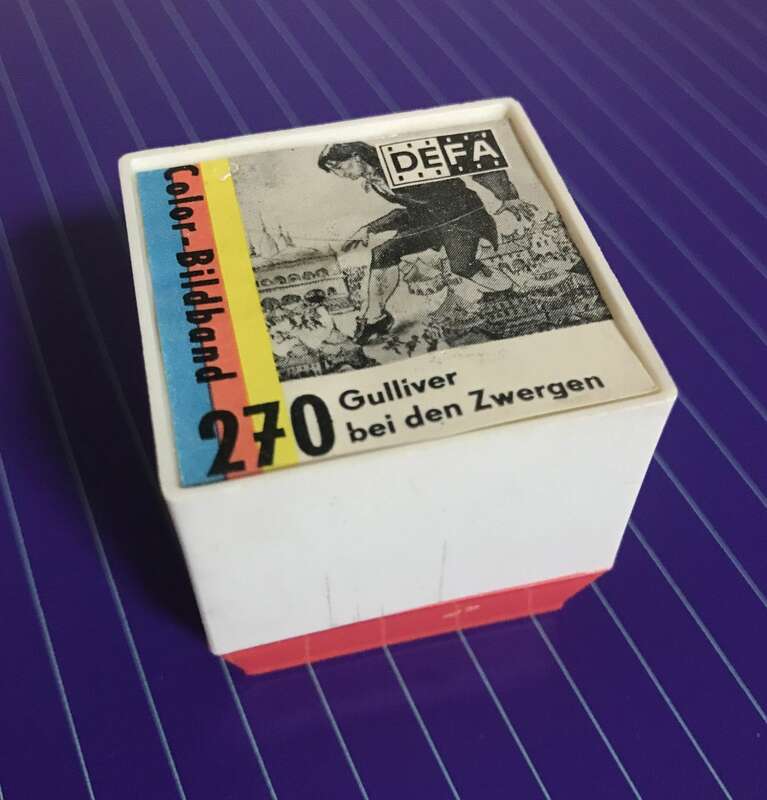 DEFA
Color-Bildband
270
Gulliver
bei den Zwergen